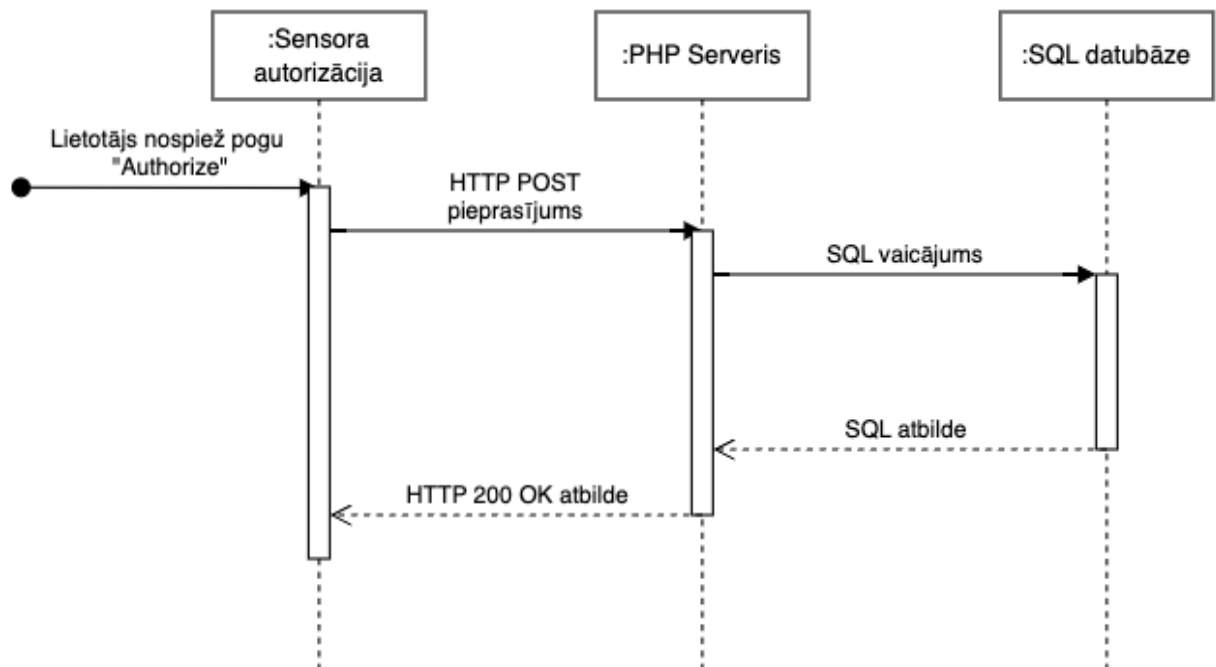 :Sensora
autorizācija
:PHP Serveris
:SQL datubāze
Lietotājs nospiež pogu
"Authorize"
HTTP POST
pieprasījums
SQL vaicājums
SQL atbilde
HTTP 200 OK atbilde